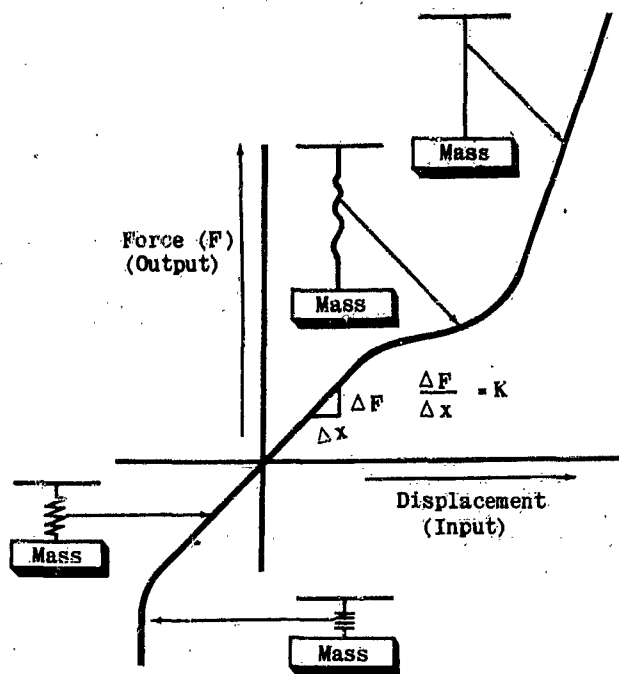 Mass
Force (F)
(Output)
Mass
ΔF
ΔF
Δx
= K
Δx
Displacement
(Input)
Mass
Mass